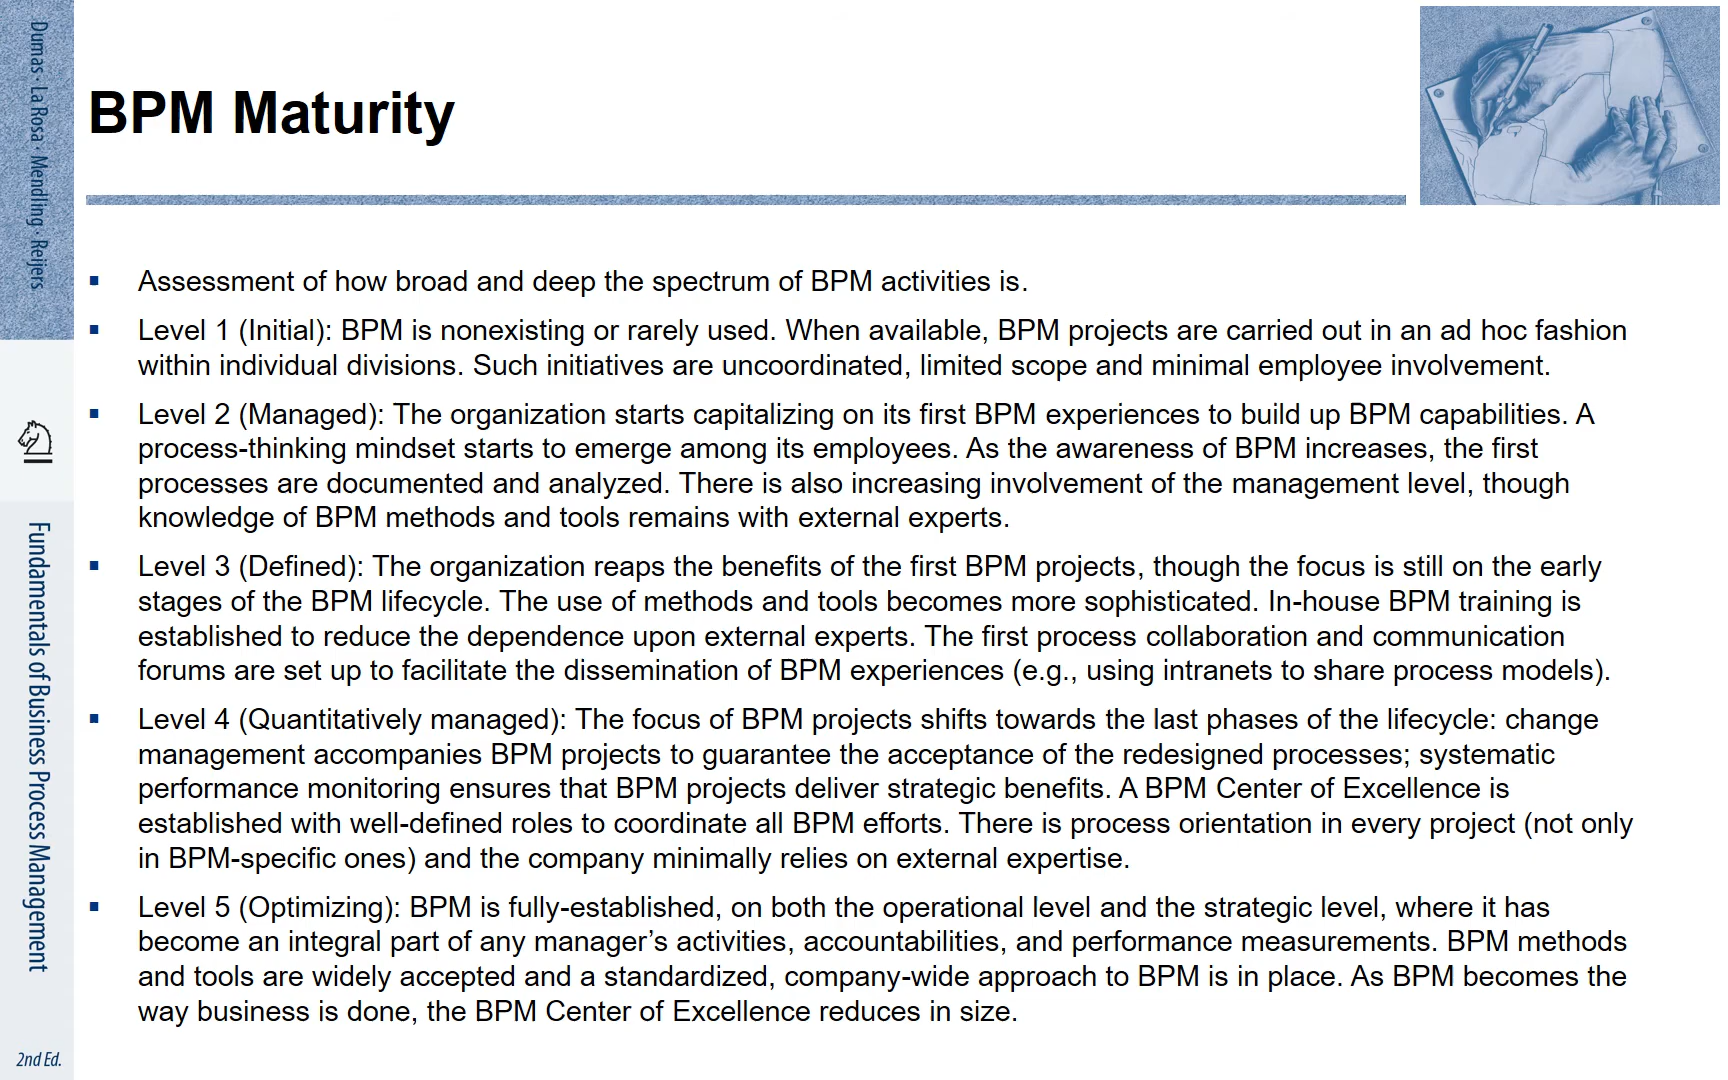 Dumas · La Rosa · Mendling · Reijers
Fundamentals of Business Process Management
2nd Ed.
BPM Maturity
▪ Assessment of how broad and deep the spectrum of BPM activities is.
▪ Level 1 (Initial): BPM is nonexisting or rarely used. When available, BPM projects are carried out in an ad hoc fashion
within individual divisions. Such initiatives are uncoordinated, limited scope and minimal employee involvement.
▪ Level 2 (Managed): The organization starts capitalizing on its first BPM experiences to build up BPM capabilities. A
process-thinking mindset starts to emerge among its employees. As the awareness of BPM increases, the first
processes are documented and analyzed. There is also increasing involvement of the management level, though
knowledge of BPM methods and tools remains with external experts.
▪ Level 3 (Defined): The organization reaps the benefits of the first BPM projects, though the focus is still on the early
stages of the BPM lifecycle. The use of methods and tools becomes more sophisticated. In-house BPM training is
established to reduce the dependence upon external experts. The first process collaboration and communication
forums are set up to facilitate the dissemination of BPM experiences (e.g., using intranets to share process models).
▪ Level 4 (Quantitatively managed): The focus of BPM projects shifts towards the last phases of the lifecycle: change
management accompanies BPM projects to guarantee the acceptance of the redesigned processes; systematic
performance monitoring ensures that BPM projects deliver strategic benefits. A BPM Center of Excellence is
established with well-defined roles to coordinate all BPM efforts. There is process orientation in every project (not only
in BPM-specific ones) and the company minimally relies on external expertise.
▪ Level 5 (Optimizing): BPM is fully-established, on both the operational level and the strategic level, where it has
become an integral part of any manager’s activities, accountabilities, and performance measurements. BPM methods
and tools are widely accepted and a standardized, company-wide approach to BPM is in place. As BPM becomes the
way business is done, the BPM Center of Excellence reduces in size.